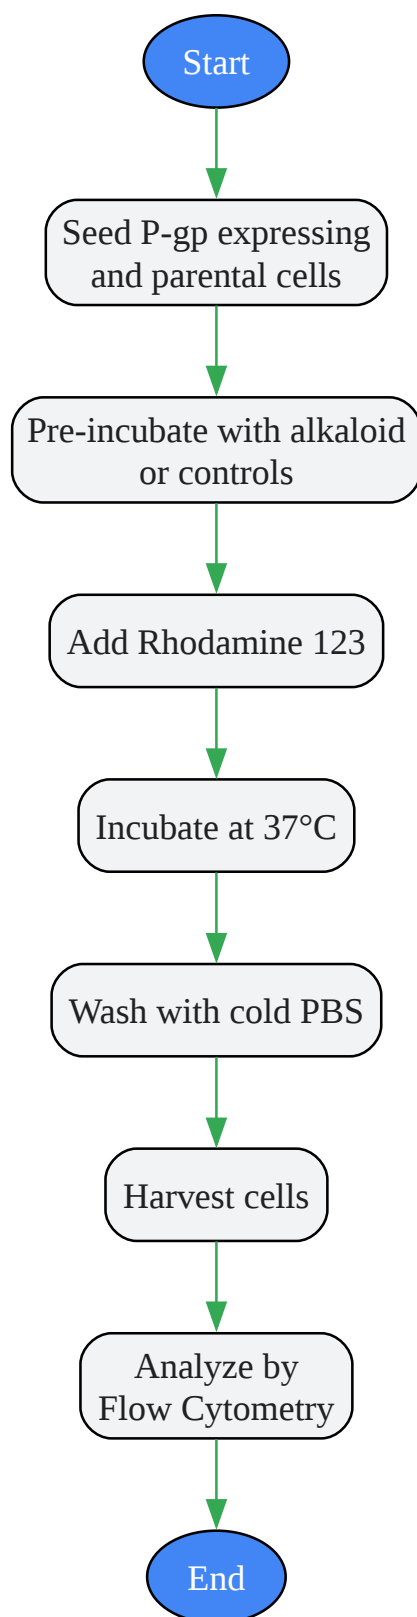 Start
Seed P-gp expressing
and parental cells
Pre-incubate with alkaloid
or controls
Add Rhodamine 123
Incubate at 37°C
Wash with cold PBS
Harvest cells
Analyze by
Flow Cytometry
End